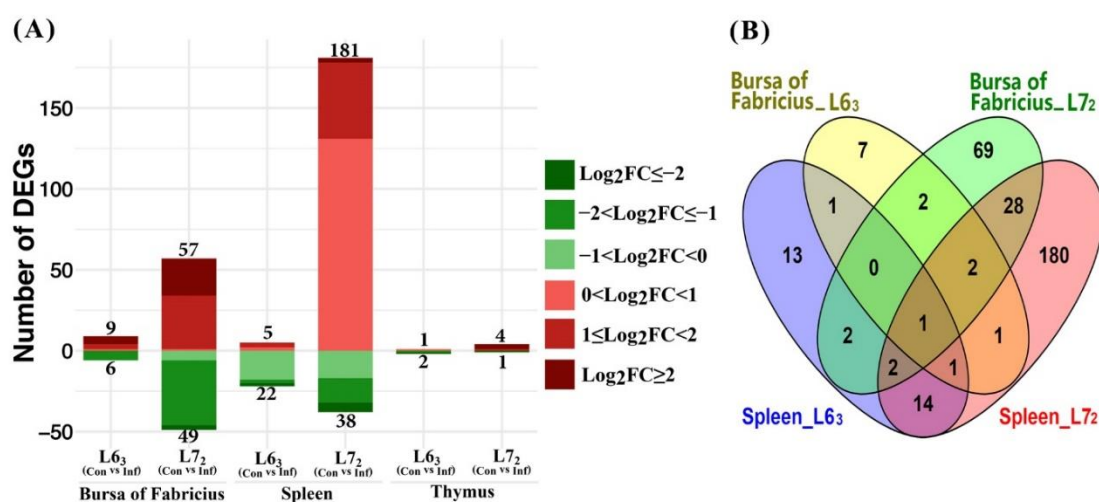 (A)
Number of DEGs
150
100
50
0
−50
9
6
57
49
5
22
181
38
1
2
4
1
L6₃
(Con vs Inf)
L7₂
(Con vs Inf)
L6₃
(Con vs Inf)
L7₂
(Con vs Inf)
L6₃
(Con vs Inf)
L7₂
(Con vs Inf)
Bursa of Fabricius
Spleen
Thymus
Log₂FC≤−2
−2<Log₂FC≤−1
−1<Log₂FC<0
0<Log₂FC<1
1≤Log₂FC<2
Log₂FC≥2
(B)
Bursa of
Fabricius_L6₃
Bursa of
Fabricius_L7₂
7
69
1
2
28
13
0
2
180
2
1
1
2
1
14
Spleen_L6₃
Spleen_L7₂